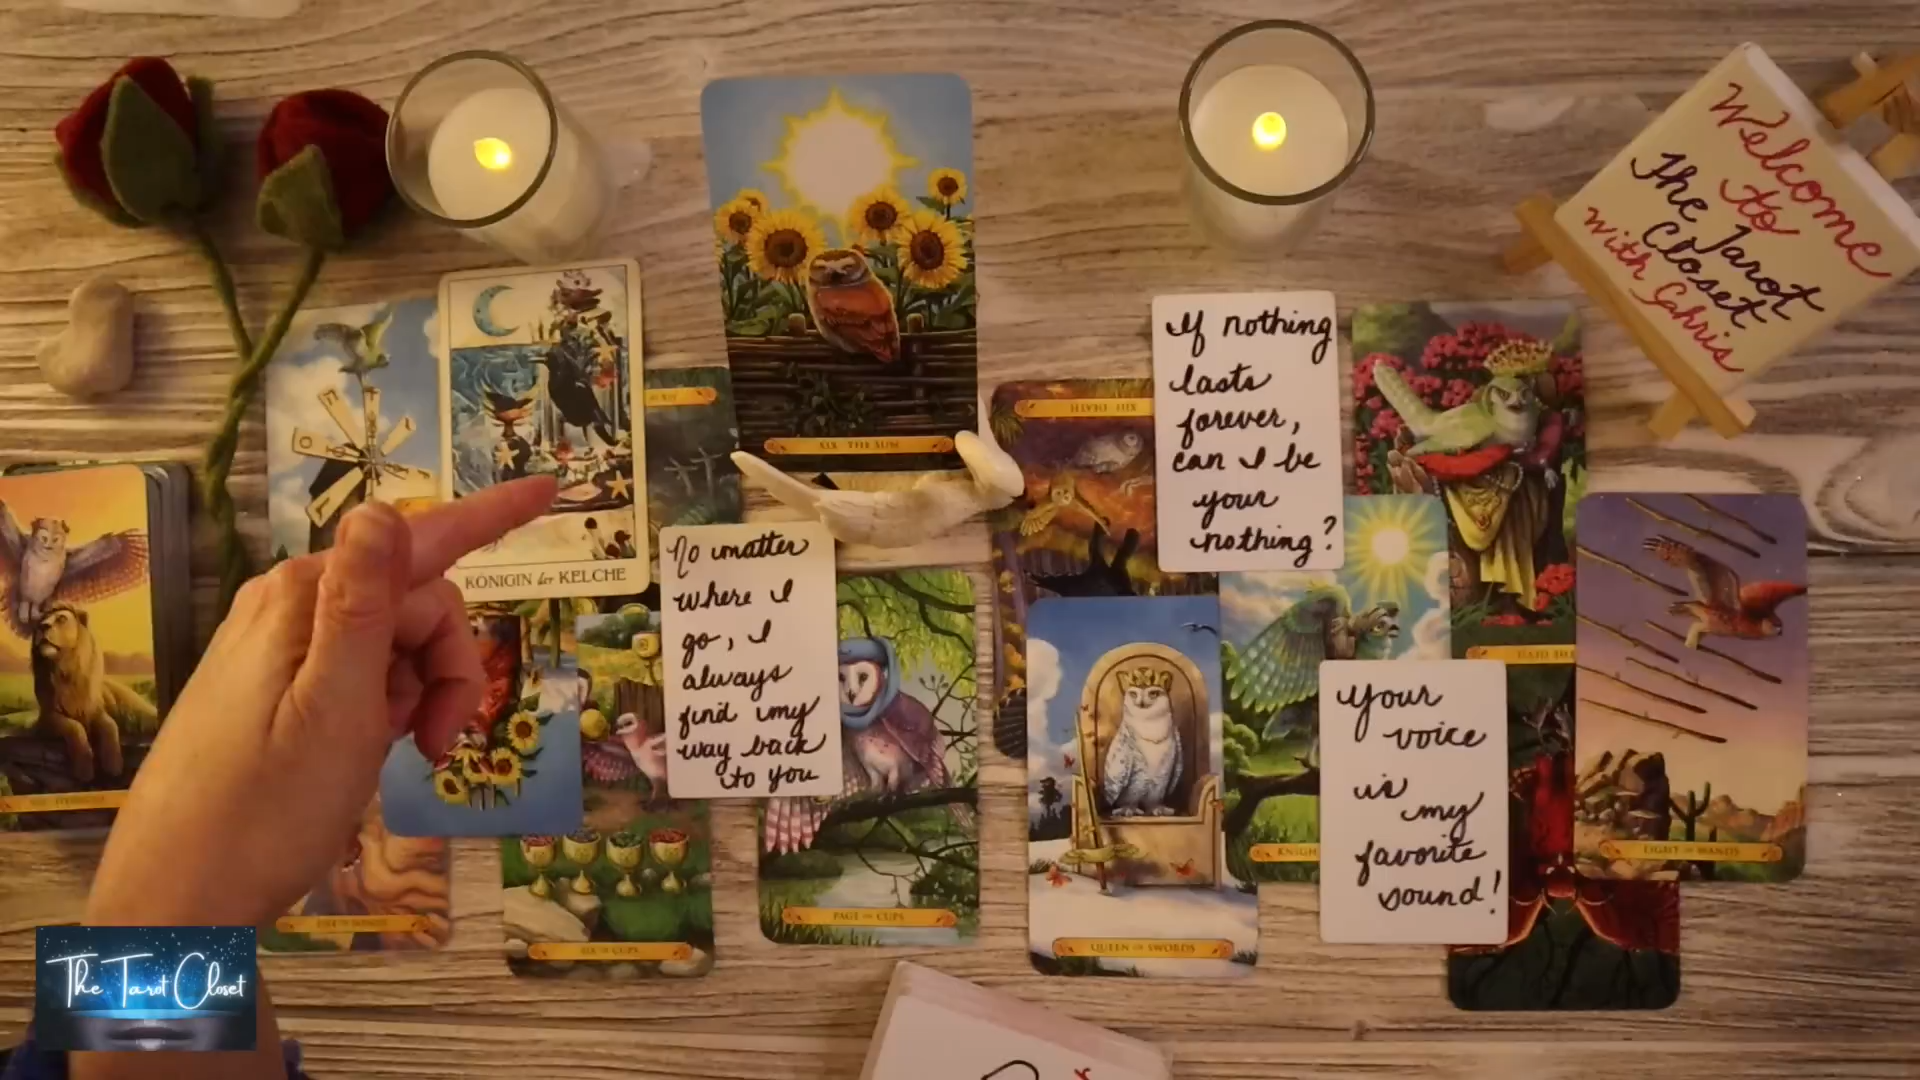 Welcome
to
The Tarot
Closet
with Sahris
XIX THE SUN
XIII DEATH
KÖNIGIN der KELCHE
If nothing
lasts
forever,
can I be
your
nothing?
No matter
where I
go, I
always
find my
way back
to you
Your
voice
is
my
favorite
sound!
KNIGH
EIGHT OF WANDS
PAGE OF CUPS
QUEEN OF SWORDS
SIX OF CUPS
The Tarot Closet